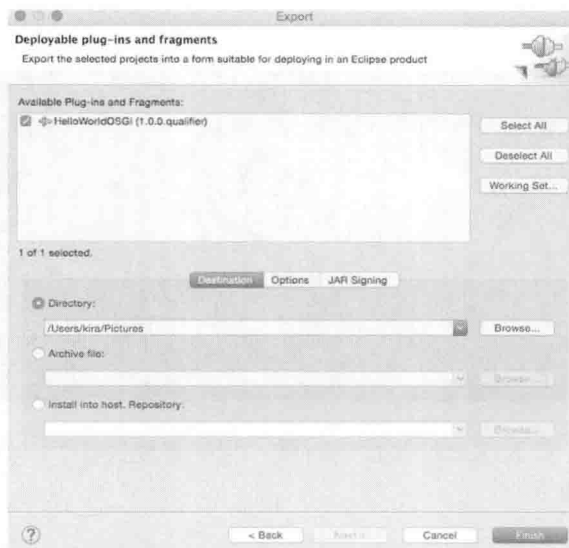 Export
Deployable plug-ins and fragments
Export the selected projects into a form suitable for deploying in an Eclipse product
Available Plug-ins and Fragments:
HelloWorldOSGi (1.0.0.qualifier)
Select All
Deselect All
Working Set...
1 of 1 selected.
Destination Options JAR Signing
Directory:
/Users/kira/Pictures
Browse...
Archive file:
Browse...
Install into host. Repository:
Browse...
?
< Back
Next >
Cancel
Finish